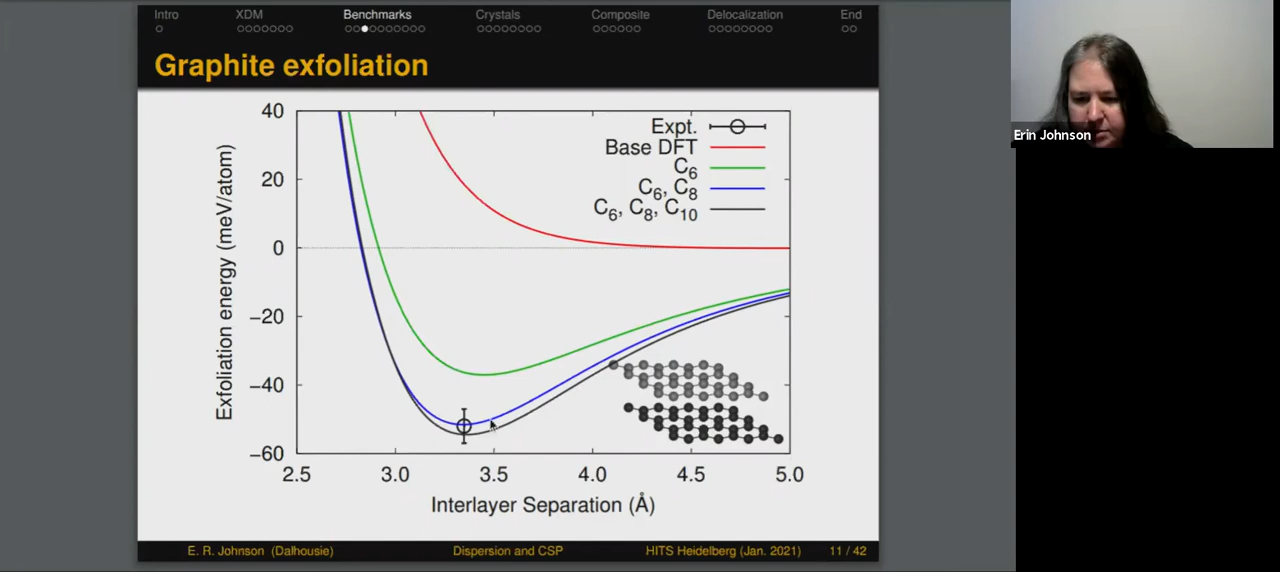 Intro XDM Benchmarks Crystals Composite Delocalization End
Graphite exfoliation
Exfoliation energy (meV/atom)
40
20
0
−20
−40
−60
Expt.
Base DFT
C6
C6, C8
C6, C8, C10
2.5 3.0 3.5 4.0 4.5 5.0
Interlayer Separation (Å)
E. R. Johnson (Dalhousie) Dispersion and CSP HITS Heidelberg (Jan. 2021) 11 / 42
Erin Johnson